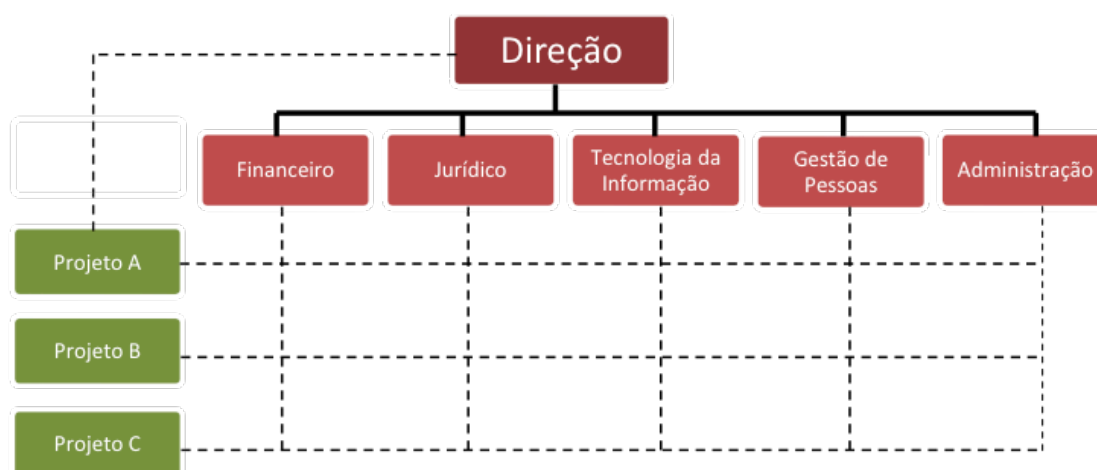 Direção
Financeiro
Jurídico
Tecnologia da
Informação
Gestão de
Pessoas
Administração
Projeto A
Projeto B
Projeto C